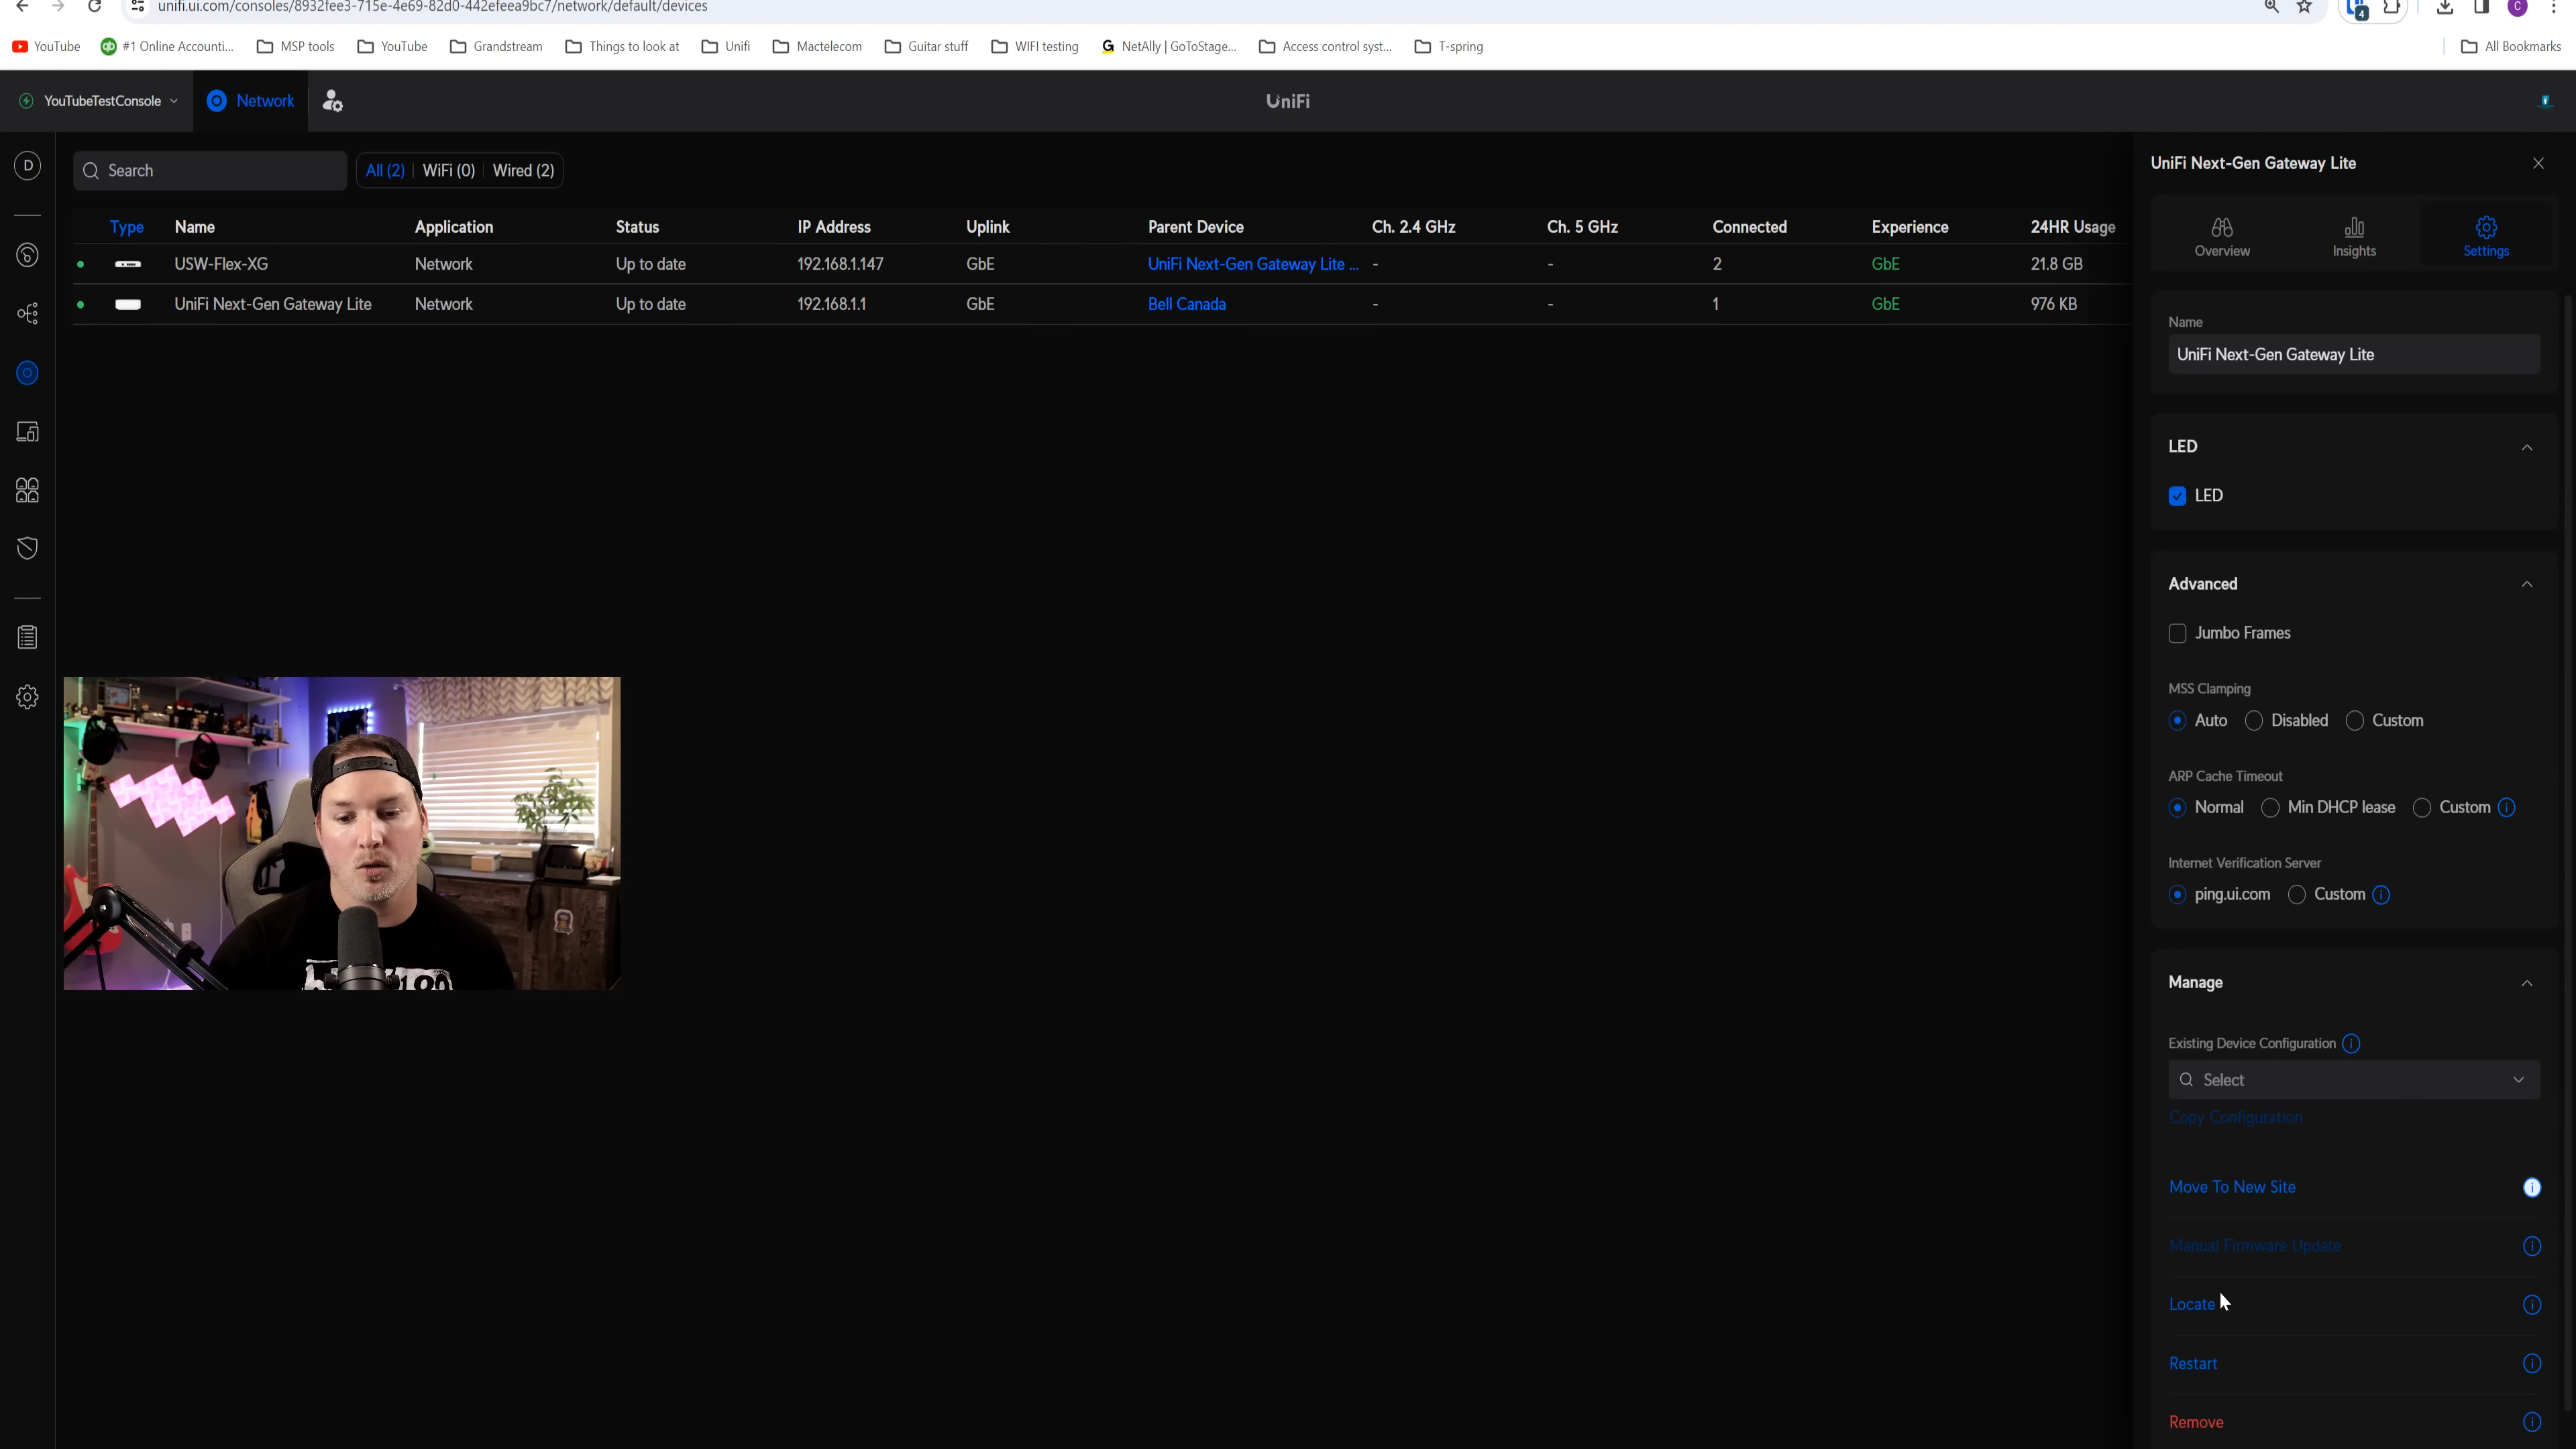 unifi.ui.com/consoles/8932fee3-715e-4e69-82d0-442efeea9bc7/network/default/devices
4
C
YouTube
#1 Online Accounti...
MSP tools
YouTube
Grandstream
Things to look at
Unifi
Mactelecom
Guitar stuff
WIFI testing
G NetAlly | GoToStage...
Access control syst...
T-spring
All Bookmarks
YouTubeTestConsole
Network
UniFi
D
Search
All (2) | WiFi (0) | Wired (2)
Type Name Application Status IP Address Uplink Parent Device Ch. 2.4 GHz Ch. 5 GHz Connected Experience 24HR Usage
USW-Flex-XG Network Up to date 192.168.1.147 GbE UniFi Next-Gen Gateway Lite ... - - 2 GbE 21.8 GB
UniFi Next-Gen Gateway Lite Network Up to date 192.168.1.1 GbE Bell Canada - - 1 GbE 976 KB
UniFi Next-Gen Gateway Lite
Overview Insights Settings
Name
UniFi Next-Gen Gateway Lite
LED
LED
Advanced
Jumbo Frames
MSS Clamping
Auto Disabled Custom
ARP Cache Timeout
Normal Min DHCP lease Custom
Internet Verification Server
ping.ui.com Custom
Manage
Existing Device Configuration
Select
Copy Configuration
Move To New Site
Manual Firmware Update
Locate
Restart
Remove